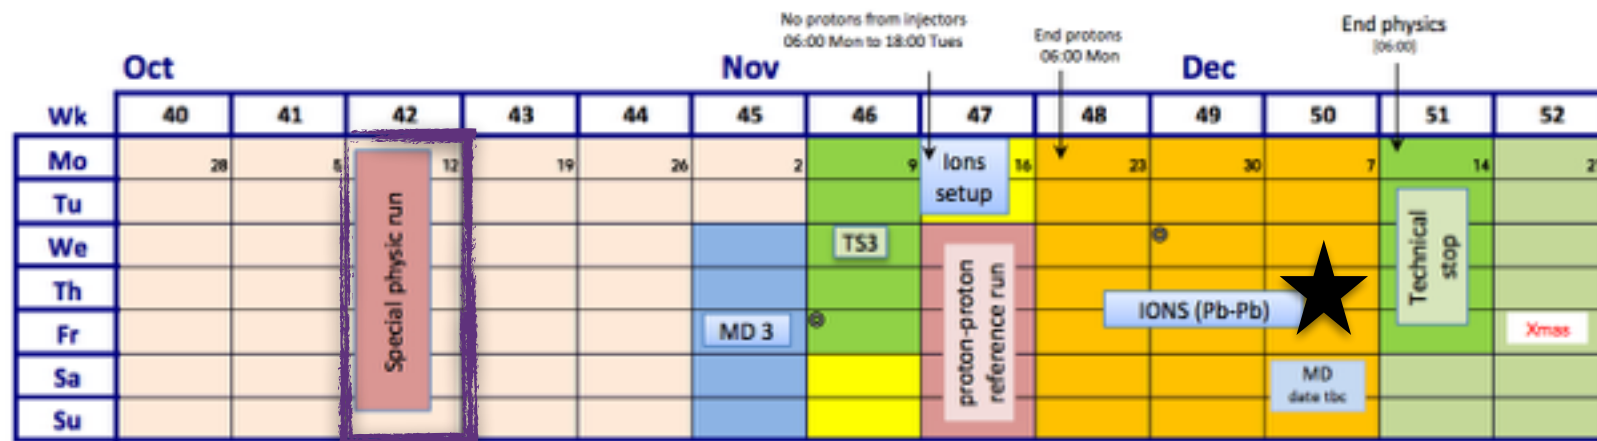 No protons from injectors
06:00 Mon to 18:00 Tues
End protons
06:00 Mon
End physics
[06:00]
Oct Nov Dec
Wk 40 41 42 43 44 45 46 47 48 49 50 51 52
Mo 28 5 12 19 26 2 9 16 23 30 7 14
Ions
setup
Tu
We
TS3
Th
Fr
MD 3
IONS (Pb-Pb)
Xmas
Sa
Su
MD
date tbc
Special physic run
proton-proton
reference run
Technical
stop